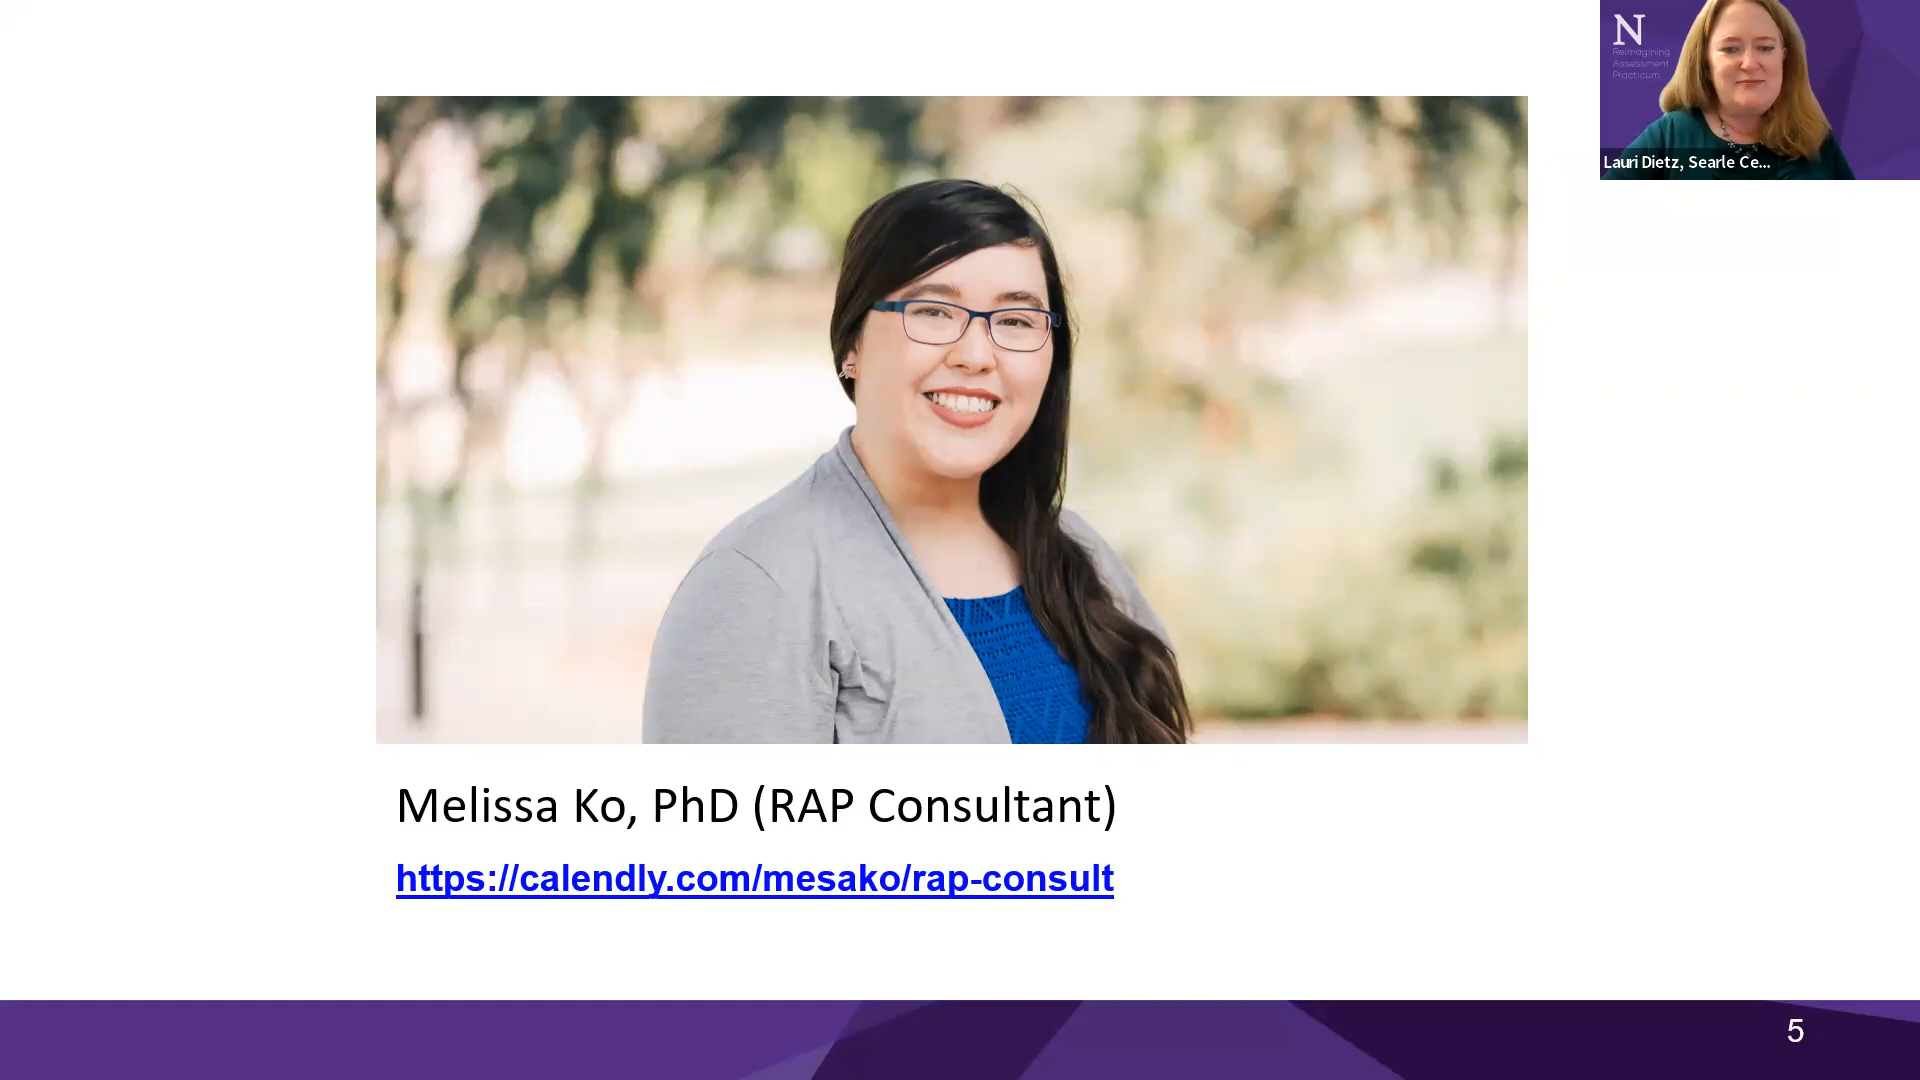 N
Reimagining
Assessment
Practicum
Lauri Dietz, Searle Ce...
Melissa Ko, PhD (RAP Consultant)
https://calendly.com/mesako/rap-consult
5